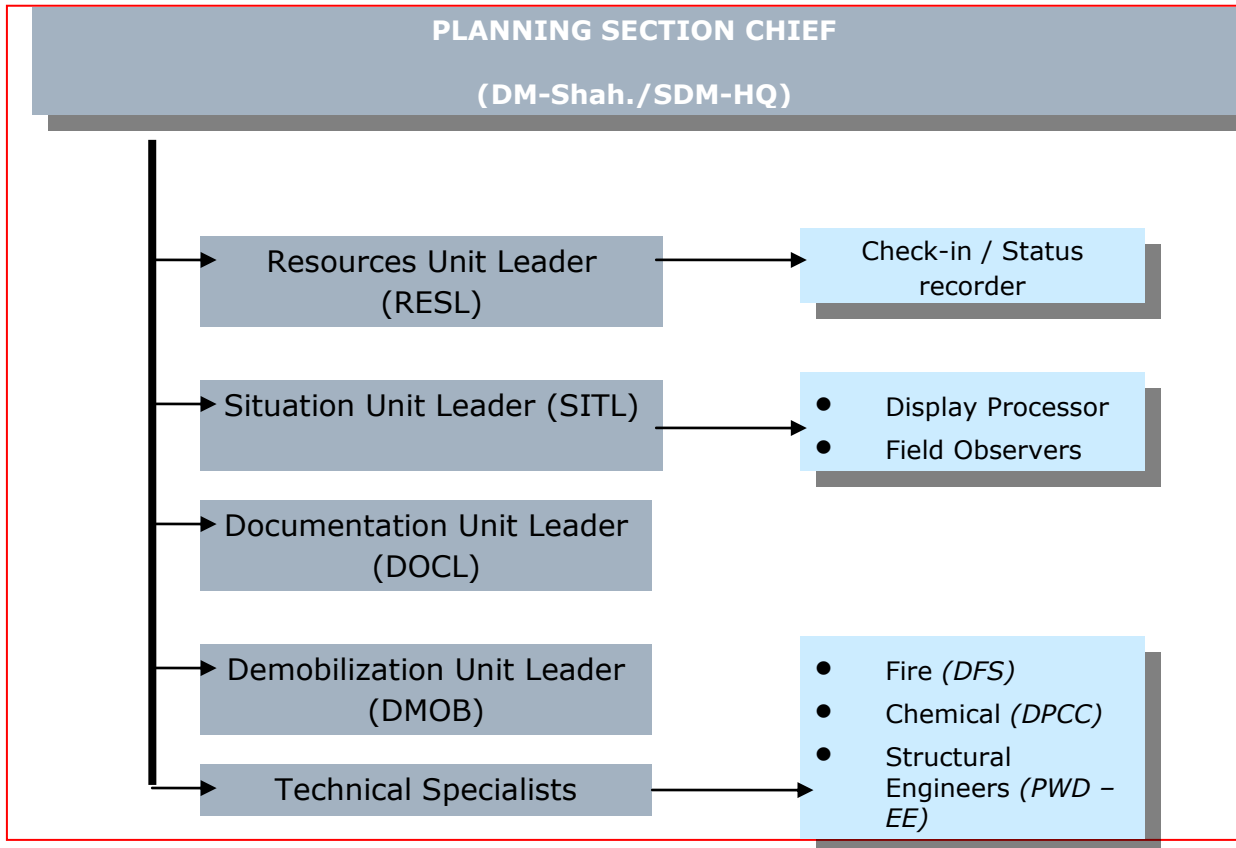 PLANNING SECTION CHIEF
(DM-Shah./SDM-HQ)
Resources Unit Leader
(RESL)
Check-in / Status
recorder
Situation Unit Leader (SITL)
● Display Processor
● Field Observers
Documentation Unit Leader
(DOCL)
Demobilization Unit Leader
(DMOB)
Technical Specialists
● Fire (DFS)
● Chemical (DPCC)
● Structural
Engineers (PWD –
EE)